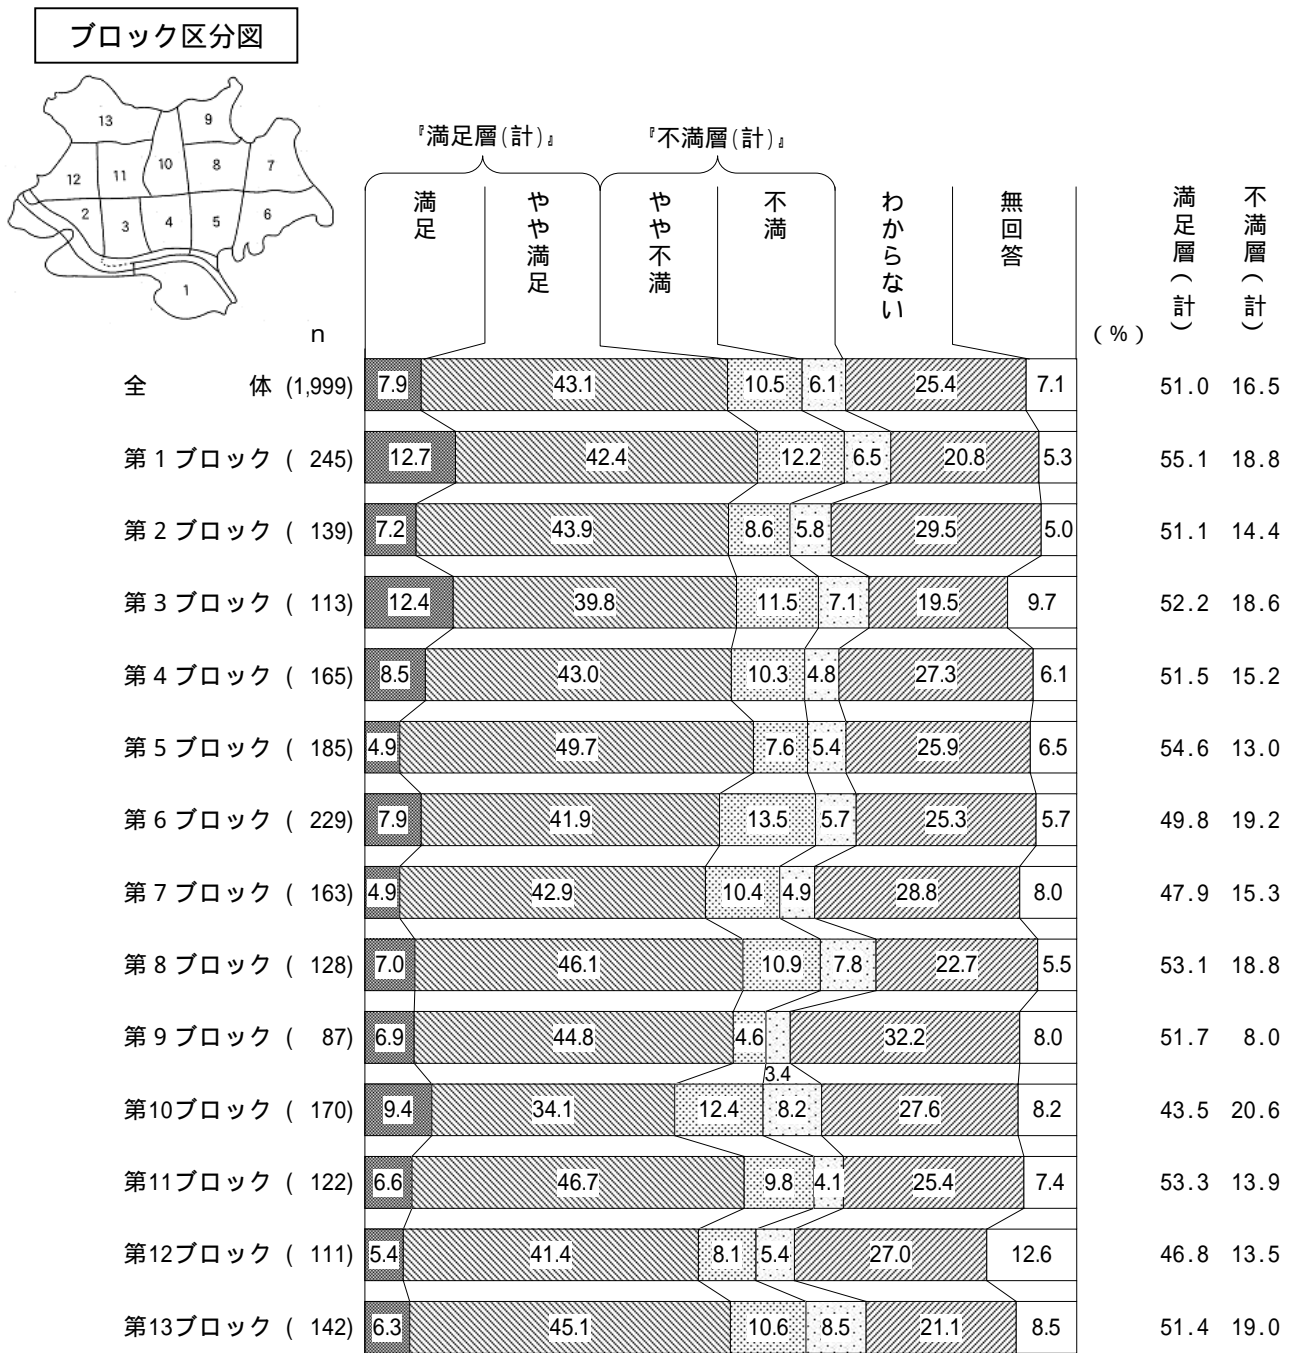 ブロック区分図
13
9
10
8
7
12
11
2
3
4
5
6
1
『満足層(計)』
『不満層(計)』
満足
やや満足
やや不満
不満
わからない
無回答
満足層(計)
不満層(計)
n
(%)
全体 (1,999) 7.9 43.1 10.5 6.1 25.4 7.1 51.0 16.5
第1ブロック ( 245) 12.7 42.4 12.2 6.5 20.8 5.3 55.1 18.8
第2ブロック ( 139) 7.2 43.9 8.6 5.8 29.5 5.0 51.1 14.4
第3ブロック ( 113) 12.4 39.8 11.5 7.1 19.5 9.7 52.2 18.6
第4ブロック ( 165) 8.5 43.0 10.3 4.8 27.3 6.1 51.5 15.2
第5ブロック ( 185) 4.9 49.7 7.6 5.4 25.9 6.5 54.6 13.0
第6ブロック ( 229) 7.9 41.9 13.5 5.7 25.3 5.7 49.8 19.2
第7ブロック ( 163) 4.9 42.9 10.4 4.9 28.8 8.0 47.9 15.3
第8ブロック ( 128) 7.0 46.1 10.9 7.8 22.7 5.5 53.1 18.8
第9ブロック ( 87) 6.9 44.8 4.6 3.4 32.2 8.0 51.7 8.0
第10ブロック ( 170) 9.4 34.1 12.4 8.2 27.6 8.2 43.5 20.6
第11ブロック ( 122) 6.6 46.7 9.8 4.1 25.4 7.4 53.3 13.9
第12ブロック ( 111) 5.4 41.4 8.1 5.4 27.0 12.6 46.8 13.5
第13ブロック ( 142) 6.3 45.1 10.6 8.5 21.1 8.5 51.4 19.0